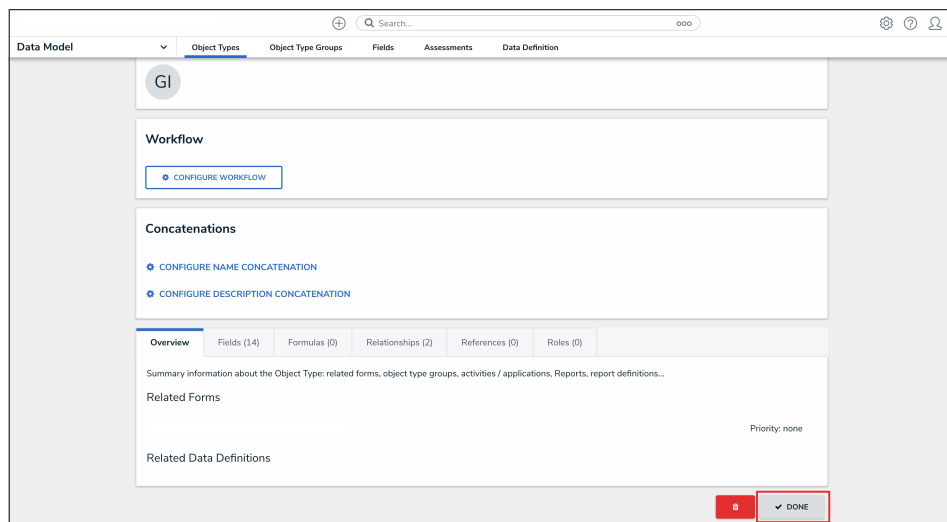 Search...
Data Model
Object Types Object Type Groups Fields Assessments Data Definition
GI
Workflow
CONFIGURE WORKFLOW
Concatenations
CONFIGURE NAME CONCATENATION
CONFIGURE DESCRIPTION CONCATENATION
Overview Fields (14) Formulas (0) Relationships (2) References (0) Roles (0)
Summary information about the Object Type: related forms, object type groups, activities / applications, Reports, report definitions...
Related Forms
Priority: none
Related Data Definitions
DONE